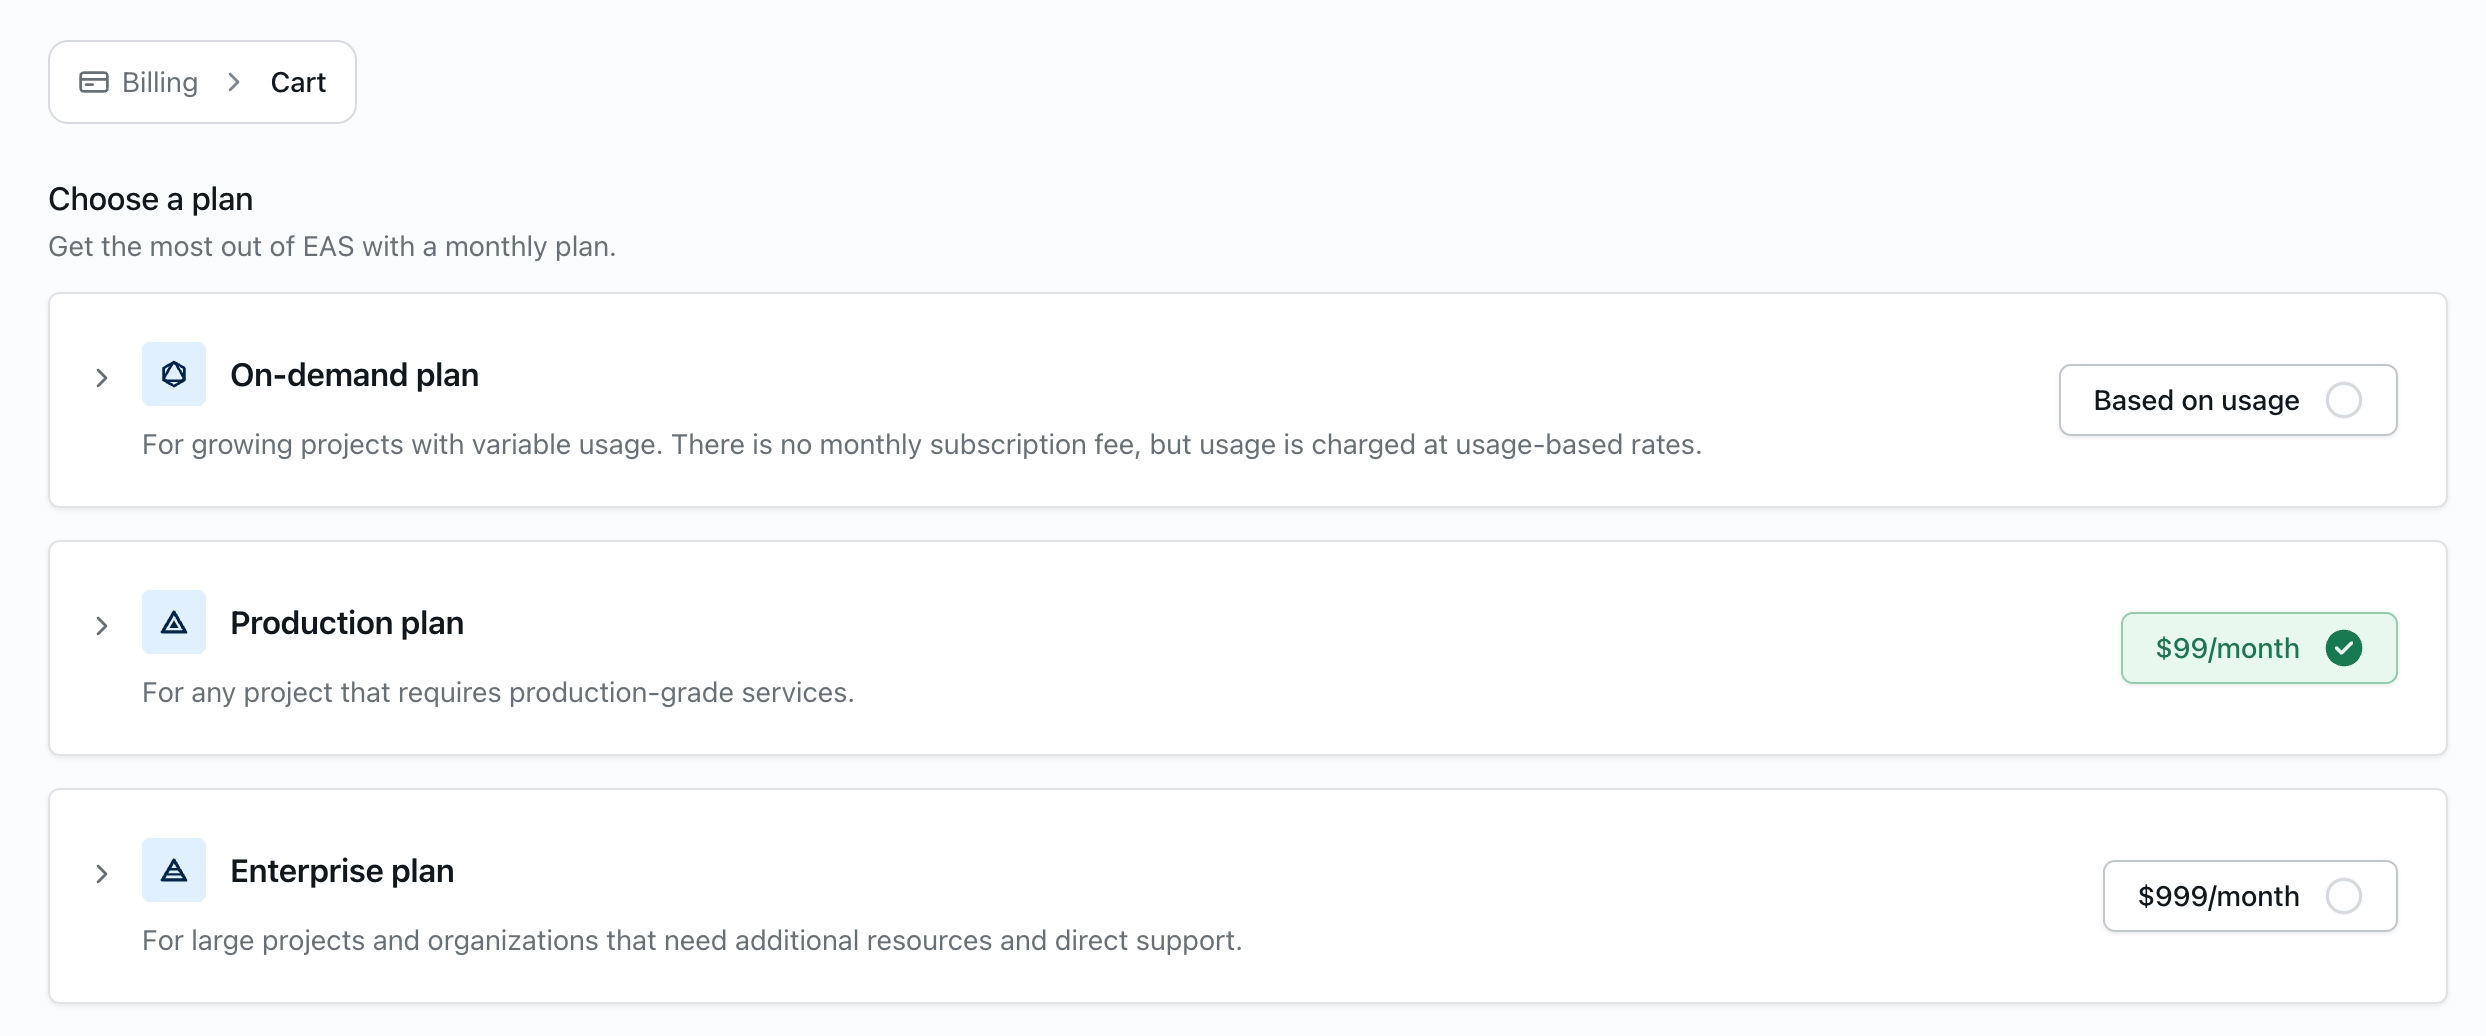 Billing > Cart
Choose a plan
Get the most out of EAS with a monthly plan.
On-demand plan
Based on usage
For growing projects with variable usage. There is no monthly subscription fee, but usage is charged at usage-based rates.
Production plan
$99/month
For any project that requires production-grade services.
Enterprise plan
$999/month
For large projects and organizations that need additional resources and direct support.